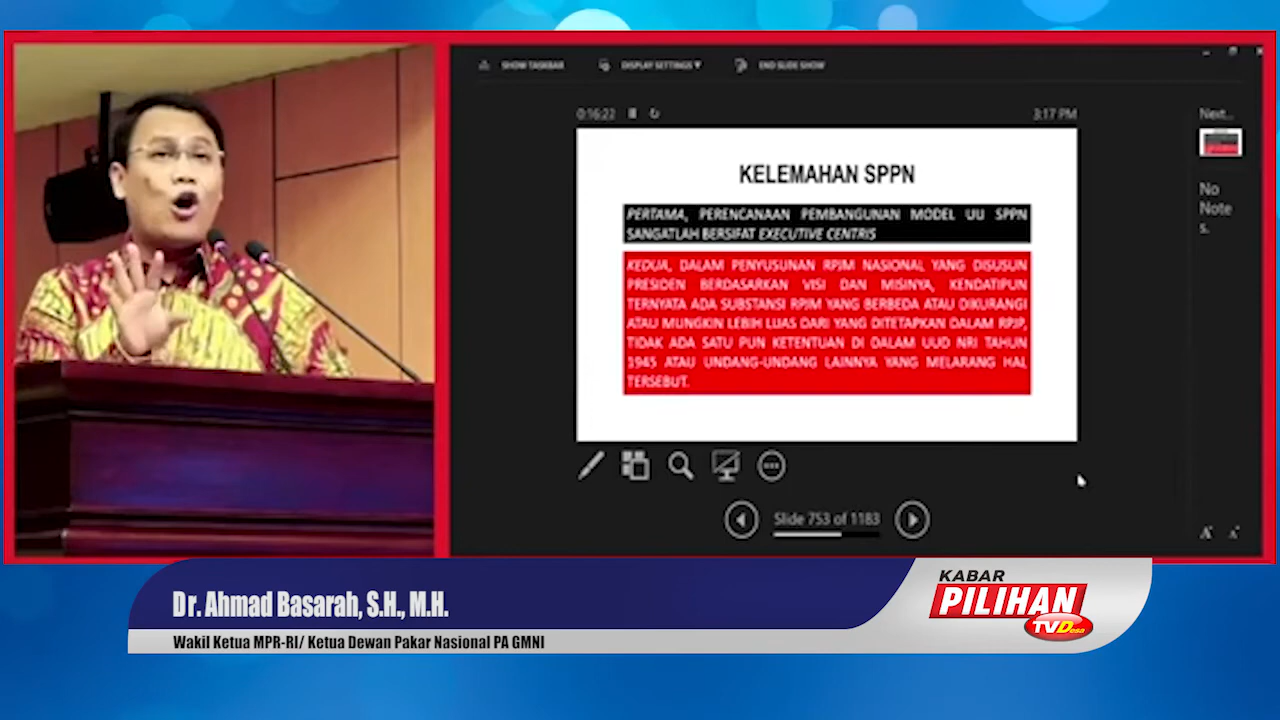 SHOW TASKBAR
DISPLAY SETTINGS ▼
END SLIDE SHOW
0:16:22
3:17 PM
KELEMAHAN SPPN
PERTAMA, PERENCANAAN PEMBANGUNAN MODEL UU SPPN
SANGATLAH BERSIFAT EXECUTIVE CENTRIS
KEDUA, DALAM PENYUSUNAN RPJM NASIONAL YANG DISUSUN
PRESIDEN BERDASARKAN VISI DAN MISINYA, KENDATIPUN
TERNYATA ADA SUBSTANSI RPJM YANG BERBEDA ATAU DIKURANGI
ATAU MUNGKIN LEBIH LUAS DARI YANG DITETAPKAN DALAM RPJP,
TIDAK ADA SATU PUN KETENTUAN DI DALAM UUD NRI TAHUN
1945 ATAU UNDANG-UNDANG LAINNYA YANG MELARANG HAL
TERSEBUT.
Next...
No
Note
s.
Slide 753 of 1183
A A
Dr. Ahmad Basarah, S.H., M.H.
Wakil Ketua MPR-RI/ Ketua Dewan Pakar Nasional PA GMNI
KABAR
PILIHAN
TVDesa